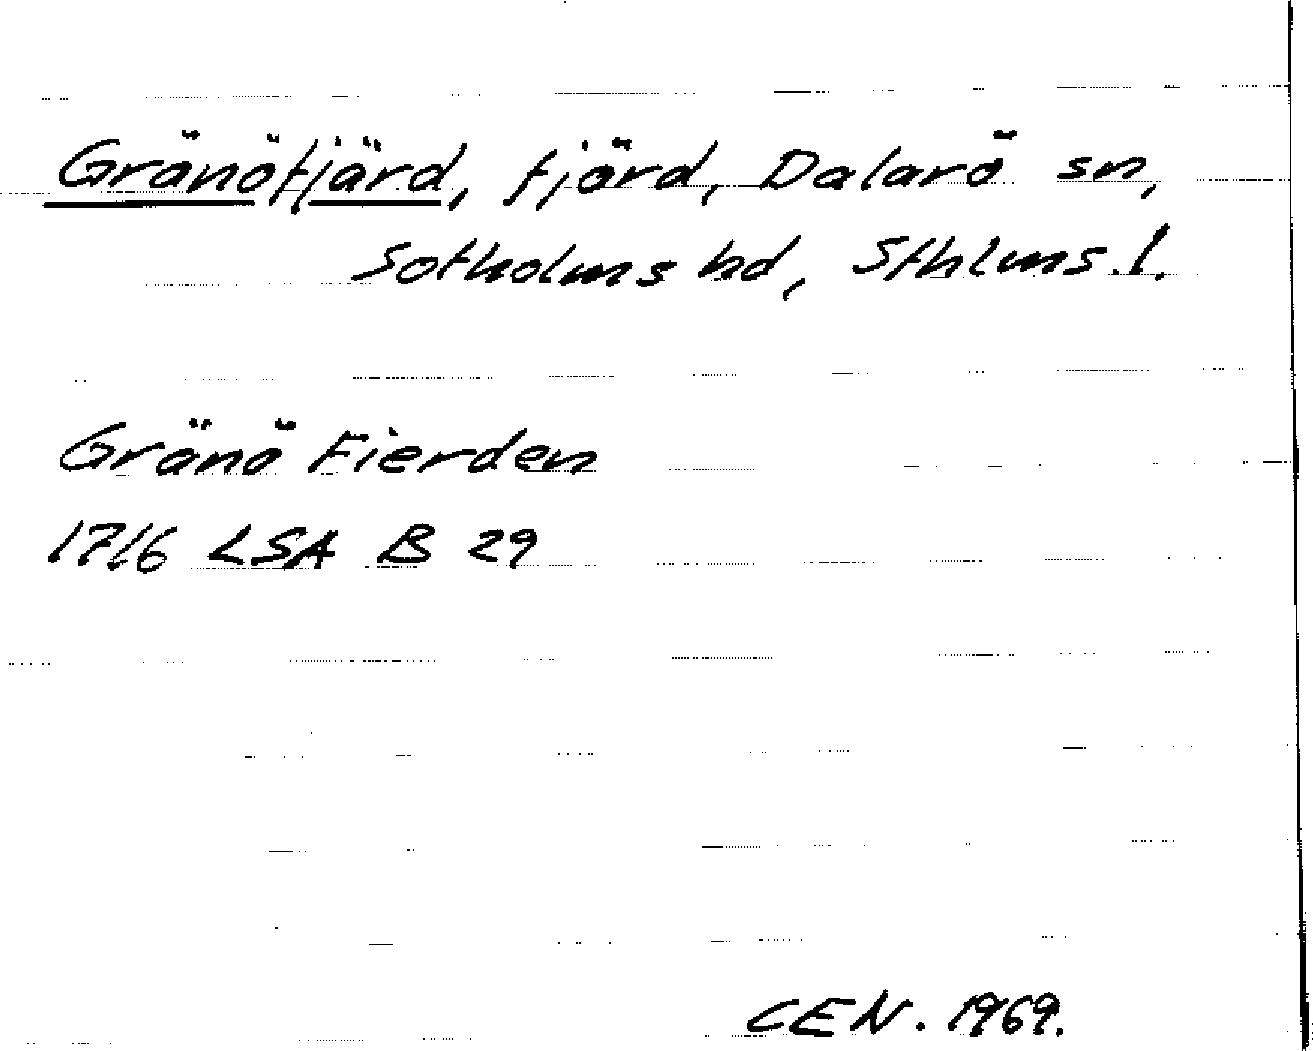 Gränöfjärd, fjärd, Dalarö sn,
Sotholms hd, Sthlms l.
Gränö Fierden
1716 LSA B 29
CEN. 1969.